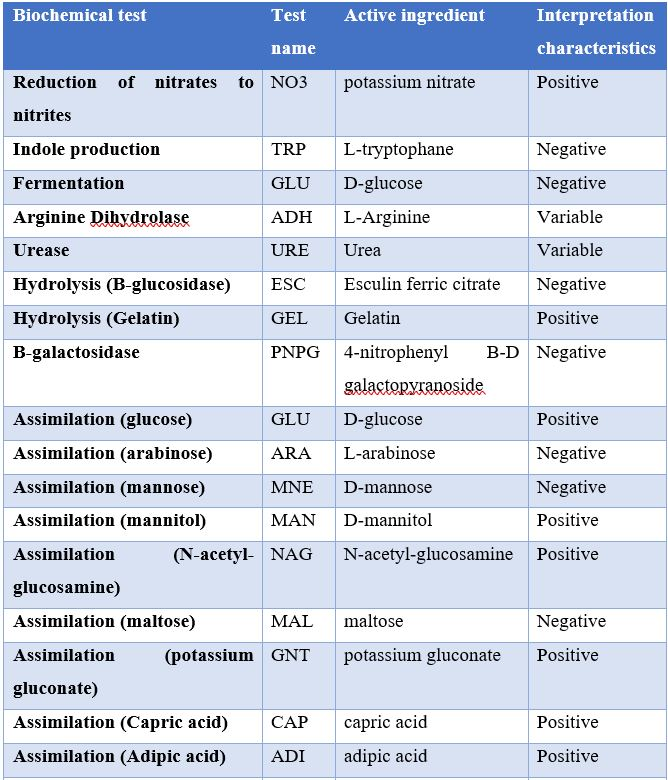 Biochemical test Test name Active ingredient Interpretation characteristics
Reduction of nitrates to nitrites NO3 potassium nitrate Positive
Indole production TRP L-tryptophane Negative
Fermentation GLU D-glucose Negative
Arginine Dihydrolase ADH L-Arginine Variable
Urease URE Urea Variable
Hydrolysis (B-glucosidase) ESC Esculin ferric citrate Negative
Hydrolysis (Gelatin) GEL Gelatin Positive
B-galactosidase PNPG 4-nitrophenyl B-D galactopyranoside Negative
Assimilation (glucose) GLU D-glucose Positive
Assimilation (arabinose) ARA L-arabinose Negative
Assimilation (mannose) MNE D-mannose Negative
Assimilation (mannitol) MAN D-mannitol Positive
Assimilation (N-acetyl-glucosamine) NAG N-acetyl-glucosamine Positive
Assimilation (maltose) MAL maltose Negative
Assimilation (potassium gluconate) GNT potassium gluconate Positive
Assimilation (Capric acid) CAP capric acid Positive
Assimilation (Adipic acid) ADI adipic acid Positive